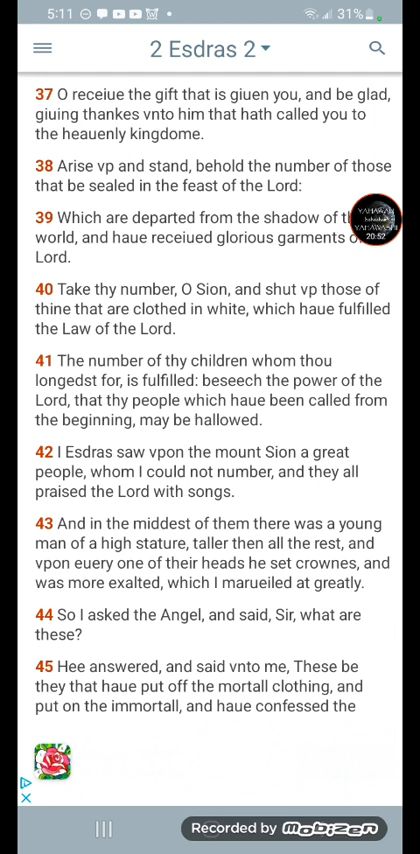 5:11
31%
2 Esdras 2
37 O receiue the gift that is giuen you, and be glad,
giuing thankes vnto him that hath called you to
the heauenly kingdome.
38 Arise vp and stand, behold the number of those
that be sealed in the feast of the Lord:
39 Which are departed from the shadow of
world, and haue receiued glorious garments
Lord.
YAHAWAH
YAHAWASHI
20:52
40 Take thy number, O Sion, and shut vp those of
thine that are clothed in white, which haue fulfilled
the Law of the Lord.
41 The number of thy children whom thou
longedst for, is fulfilled: beseech the power of the
Lord, that thy people which haue been called from
the beginning, may be hallowed.
42 I Esdras saw vpon the mount Sion a great
people, whom I could not number, and they all
praised the Lord with songs.
43 And in the middest of them there was a young
man of a high stature, taller then all the rest, and
vpon euery one of their heads he set crownes, and
was more exalted, which I marueiled at greatly.
44 So I asked the Angel, and said, Sir, what are
these?
45 Hee answered, and said vnto me, These be
they that haue put off the mortall clothing, and
put on the immortall, and haue confessed the
Recorded by MOBIZEN